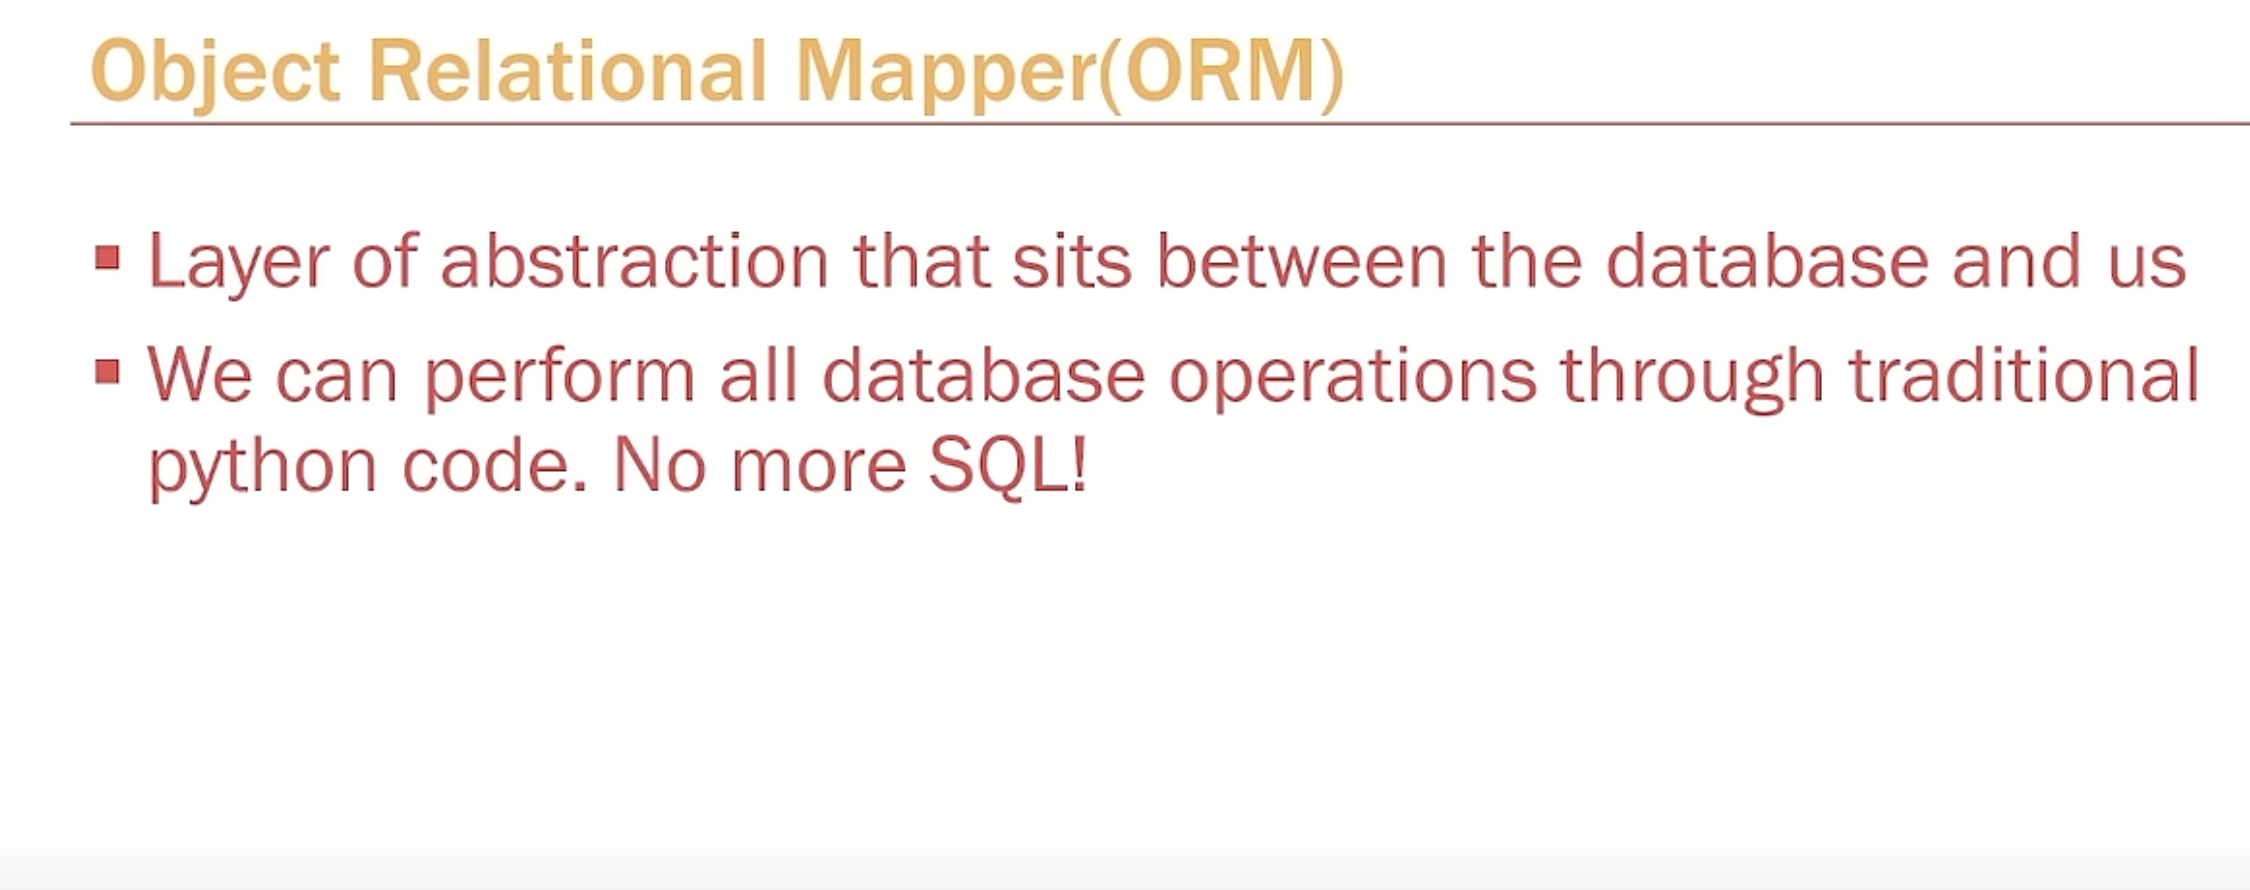 Object Relational Mapper(ORM)
▪ Layer of abstraction that sits between the database and us
▪ We can perform all database operations through traditional
python code. No more SQL!